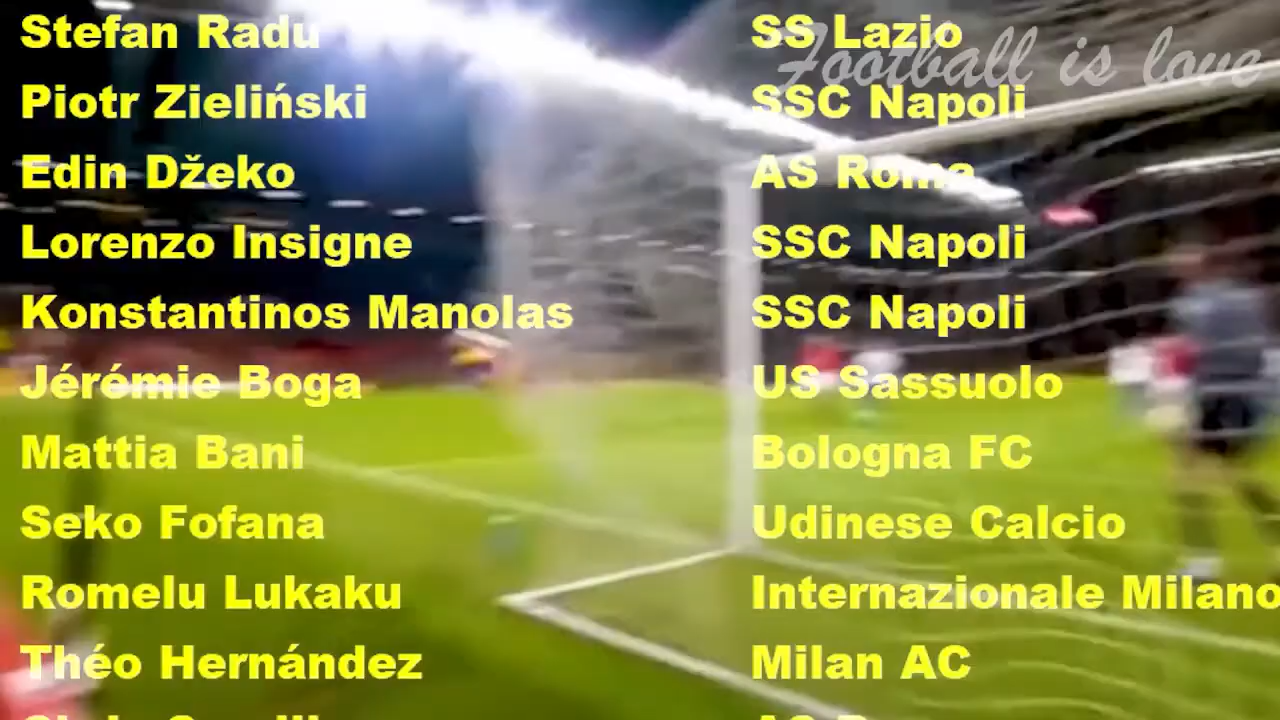 Stefan Radu SS Lazio
Football is love
Piotr Zieliński SSC Napoli
Edin Džeko AS Roma
Lorenzo Insigne SSC Napoli
Konstantinos Manolas SSC Napoli
Jérémie Boga US Sassuolo
Mattia Bani Bologna FC
Seko Fofana Udinese Calcio
Romelu Lukaku Internazionale Milano
Théo Hernández Milan AC